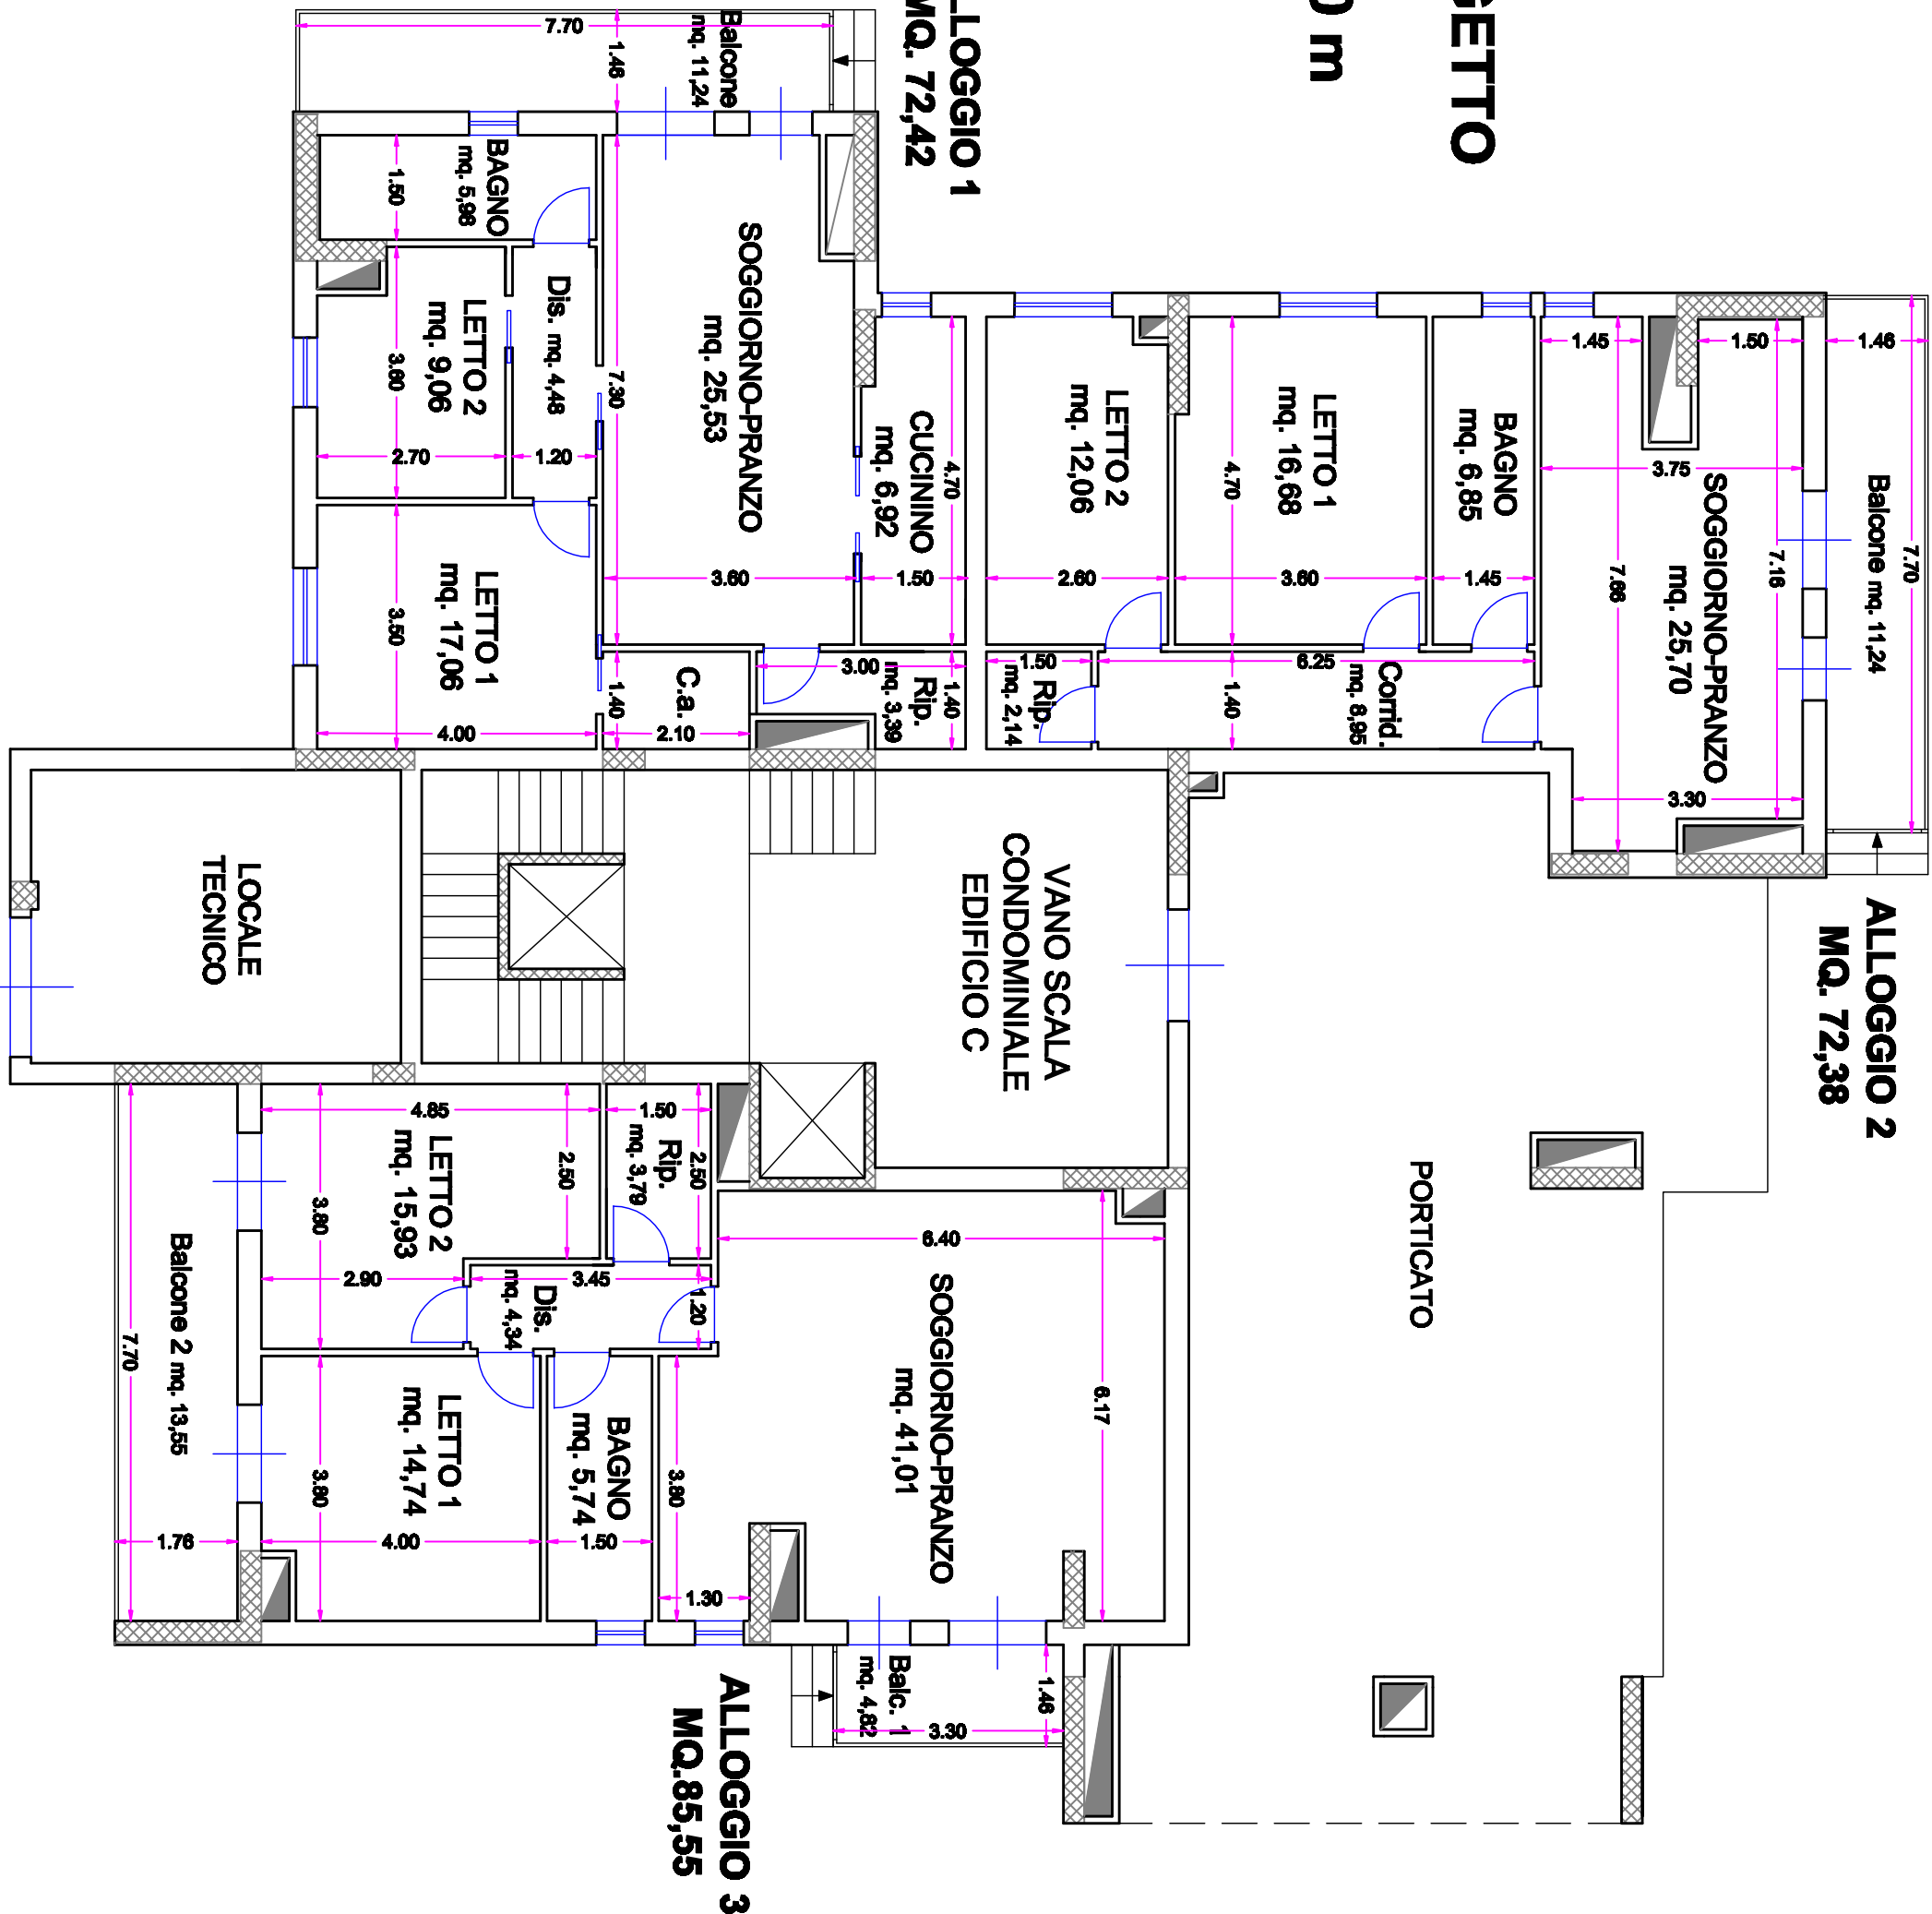 GETTO
0 m
LLOGGIO 1
MQ. 72,42
Balcone
mq. 11,24
7.70
1.46
BAGNO
mq. 5,98
1.50
SOGGIORNO-PRANZO
mq. 25,53
7.30
3.60
Dis. mq. 4,48
1.20
LETTO 2
mq. 9,06
3.60
2.70
LETTO 1
mq. 17,06
3.50
4.00
CUCININO
mq. 6,92
4.70
1.50
C.a.
1.40
2.10
Rip.
mq. 3,39
3.00
1.40
ALLOGGIO 2
MQ. 72,38
Balcone mq. 11,24
7.70
1.46
SOGGIORNO-PRANZO
mq. 25,70
1.45
1.50
3.75
7.16
7.66
3.30
BAGNO
mq. 6,85
1.45
LETTO 1
mq. 16,68
4.70
3.60
LETTO 2
mq. 12,06
2.60
Corrid.
mq. 8,95
6.25
1.40
Rip.
mq. 2,14
1.50
VANO SCALA
CONDOMINIALE
EDIFICIO C
LOCALE
TECNICO
PORTICATO
ALLOGGIO 3
MQ.85,55
SOGGIORNO-PRANZO
mq. 41,01
6.40
6.17
3.80
1.30
Balc. 1
mq. 4,82
1.46
3.30
Rip.
mq. 3,79
1.50
2.50
Dis.
mq. 4,34
3.45
1.20
LETTO 2
mq. 15,93
4.85
2.50
3.80
2.90
LETTO 1
mq. 14,74
3.80
4.00
BAGNO
mq. 5,74
1.50
Balcone 2 mq. 13,55
7.70
1.76